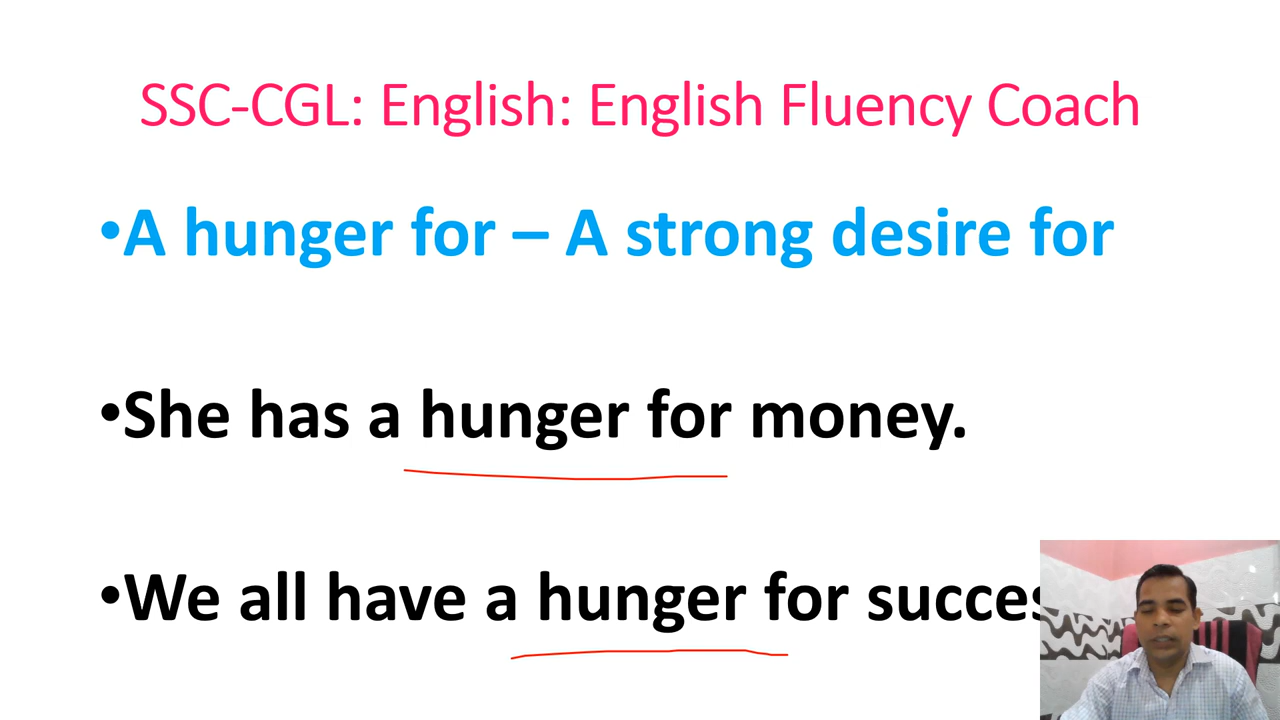 SSC-CGL: English: English Fluency Coach
•A hunger for – A strong desire for
•She has a hunger for money.
•We all have a hunger for